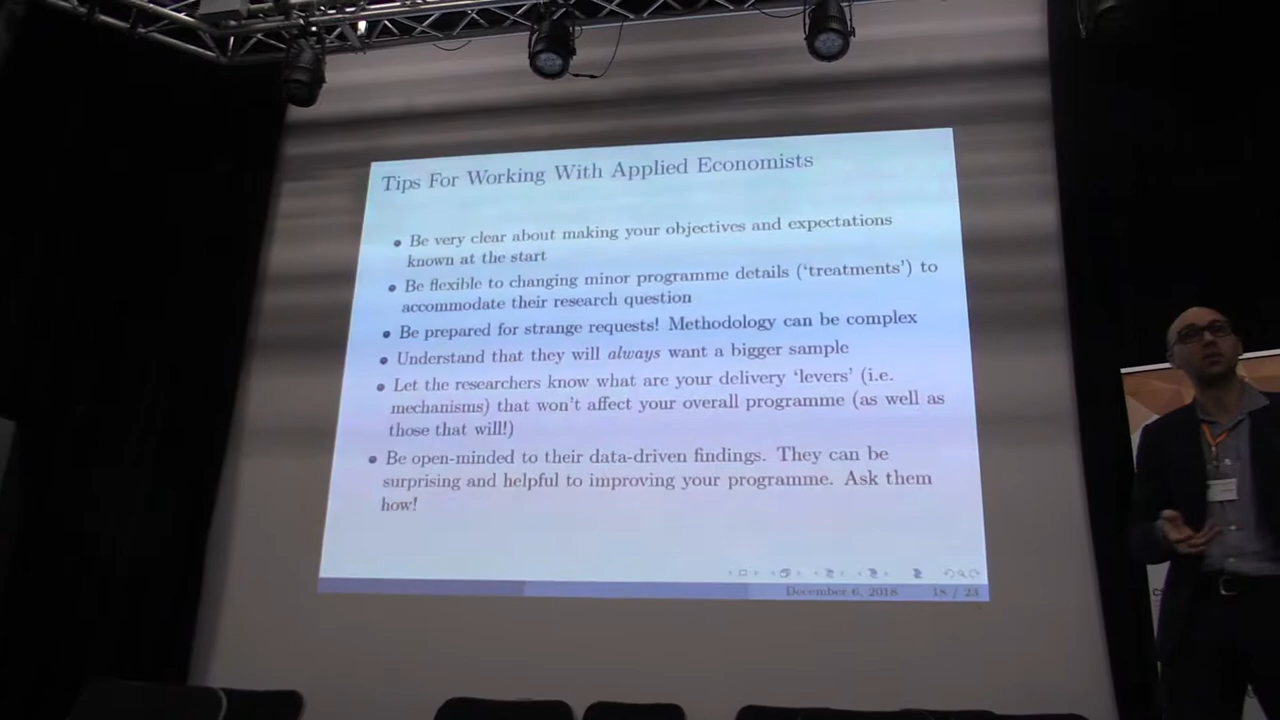 Tips For Working With Applied Economists
Be very clear about making your objectives and expectations
known at the start
Be flexible to changing minor programme details (‘treatments’) to
accommodate their research question
Be prepared for strange requests! Methodology can be complex
Understand that they will always want a bigger sample
Let the researchers know what are your delivery ‘levers’ (i.e.
mechanisms) that won’t affect your overall programme (as well as
those that will!)
Be open-minded to their data-driven findings. They can be
surprising and helpful to improving your programme. Ask them
how!
December 6, 2018 18 / 23